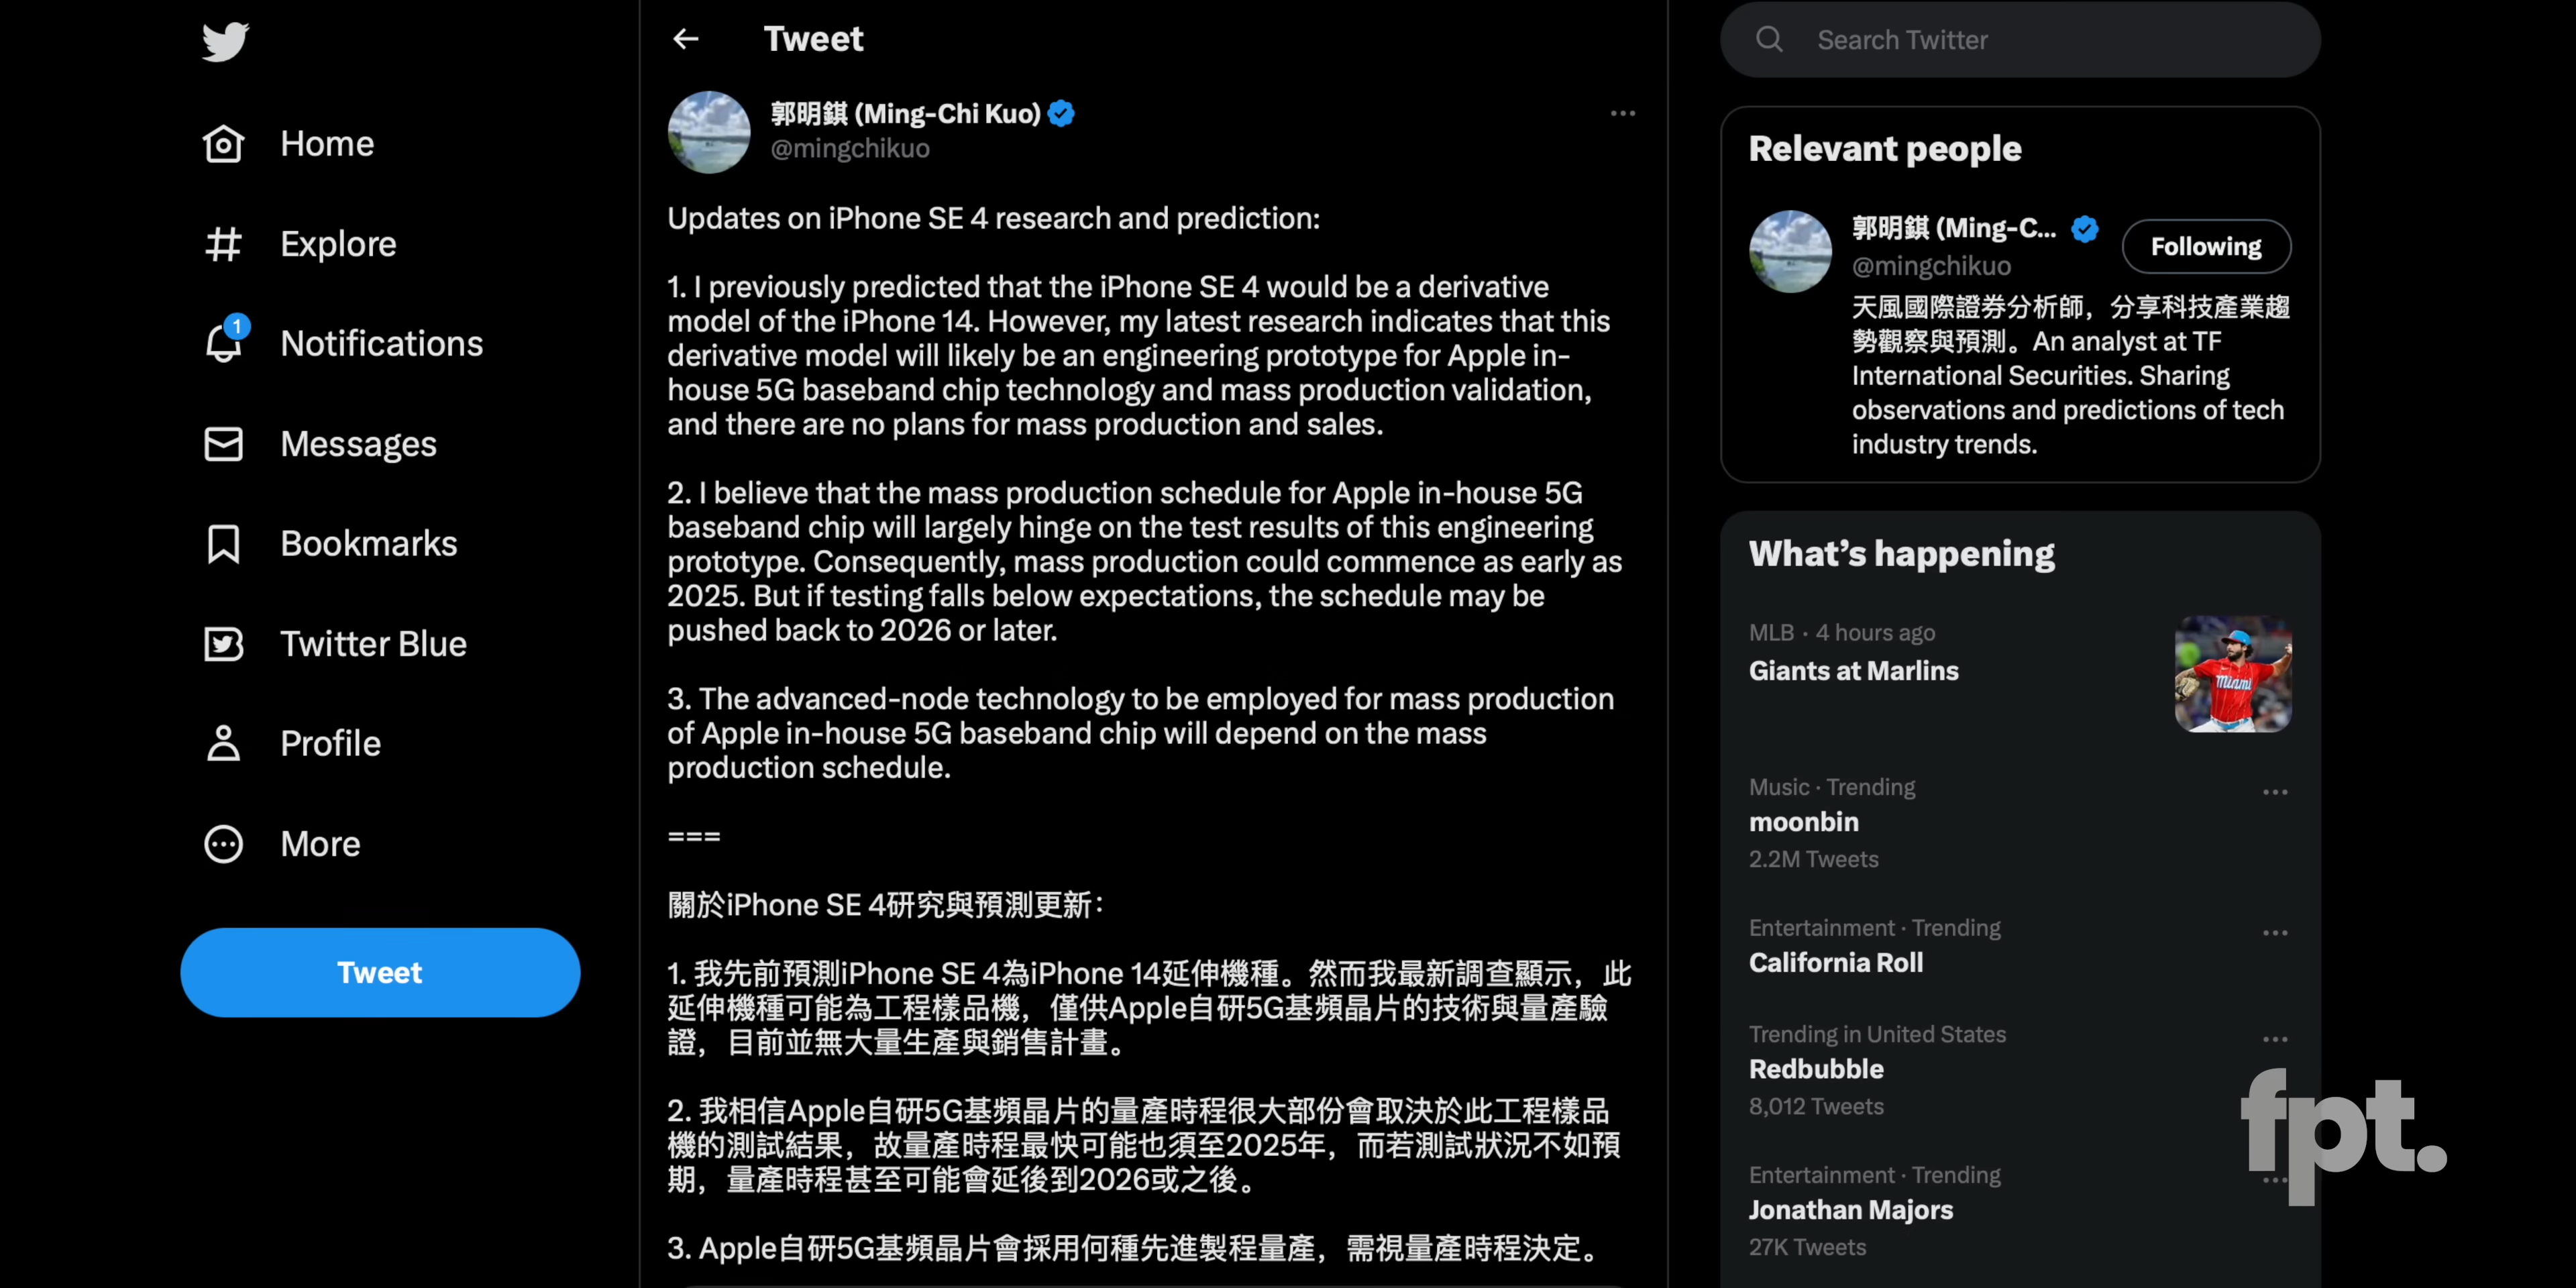 Home
Explore
1
Notifications
Messages
Bookmarks
Twitter Blue
Profile
More
Tweet
Tweet
郭明錤 (Ming-Chi Kuo)
@mingchikuo
Updates on iPhone SE 4 research and prediction:
1. I previously predicted that the iPhone SE 4 would be a derivative
model of the iPhone 14. However, my latest research indicates that this
derivative model will likely be an engineering prototype for Apple in-
house 5G baseband chip technology and mass production validation,
and there are no plans for mass production and sales.
2. I believe that the mass production schedule for Apple in-house 5G
baseband chip will largely hinge on the test results of this engineering
prototype. Consequently, mass production could commence as early as
2025. But if testing falls below expectations, the schedule may be
pushed back to 2026 or later.
3. The advanced-node technology to be employed for mass production
of Apple in-house 5G baseband chip will depend on the mass
production schedule.
===
關於iPhone SE 4研究與預測更新：
1. 我先前預測iPhone SE 4為iPhone 14延伸機種。然而我最新調查顯示，此
延伸機種可能為工程樣品機，僅供Apple自研5G基頻晶片的技術與量產驗
證，目前並無大量生產與銷售計畫。
2. 我相信Apple自研5G基頻晶片的量產時程很大部份會取決於此工程樣品
機的測試結果，故量產時程最快可能也須至2025年，而若測試狀況不如預
期，量產時程甚至可能會延後到2026或之後。
3. Apple自研5G基頻晶片會採用何種先進製程量產，需視量產時程決定。
Search Twitter
Relevant people
郭明錤 (Ming-C...
Following
@mingchikuo
天風國際證券分析師，分享科技產業趨
勢觀察與預測。An analyst at TF
International Securities. Sharing
observations and predictions of tech
industry trends.
What's happening
MLB · 4 hours ago
Giants at Marlins
Miami
Music · Trending
moonbin
2.2M Tweets
Entertainment · Trending
California Roll
Trending in United States
Redbubble
8,012 Tweets
Entertainment · Trending
Jonathan Majors
27K Tweets
fpt.